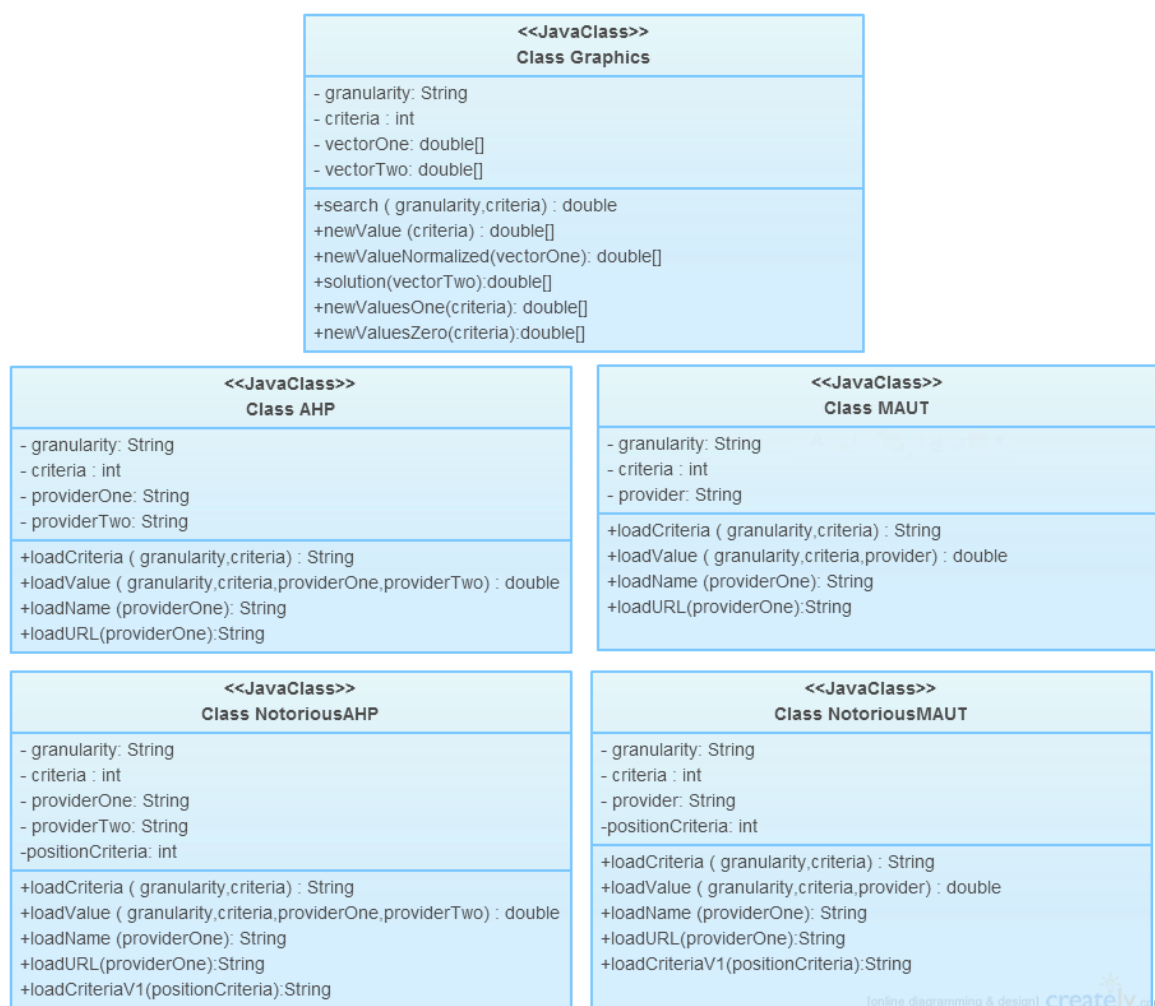 <<JavaClass>>
Class Graphics
- granularity: String
- criteria : int
- vectorOne: double[]
- vectorTwo: double[]
+search ( granularity,criteria) : double
+newValue (criteria) : double[]
+newValueNormalized(vectorOne): double[]
+solution(vectorTwo):double[]
+newValuesOne(criteria): double[]
+newValuesZero(criteria):double[]
<<JavaClass>>
Class AHP
- granularity: String
- criteria : int
- providerOne: String
- providerTwo: String
+loadCriteria ( granularity,criteria) : String
+loadValue ( granularity,criteria,providerOne,providerTwo) : double
+loadName (providerOne): String
+loadURL(providerOne):String
<<JavaClass>>
Class MAUT
- granularity: String
- criteria : int
- provider: String
+loadCriteria ( granularity,criteria) : String
+loadValue ( granularity,criteria,provider) : double
+loadName (providerOne): String
+loadURL(providerOne):String
<<JavaClass>>
Class NotoriousAHP
- granularity: String
- criteria : int
- providerOne: String
- providerTwo: String
-positionCriteria: int
+loadCriteria ( granularity,criteria) : String
+loadValue ( granularity,criteria,providerOne,providerTwo) : double
+loadName (providerOne): String
+loadURL(providerOne):String
+loadCriteriaV1(positionCriteria):String
<<JavaClass>>
Class NotoriousMAUT
- granularity: String
- criteria : int
- provider: String
-positionCriteria: int
+loadCriteria ( granularity,criteria) : String
+loadValue ( granularity,criteria,provider) : double
+loadName (providerOne): String
+loadURL(providerOne):String
+loadCriteriaV1(positionCriteria):String
[online diagramming & design] creately.com